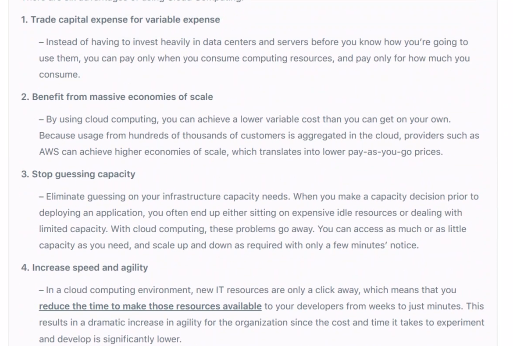 1. Trade capital expense for variable expense
– Instead of having to invest heavily in data centers and servers before you know how you're going to
use them, you can pay only when you consume computing resources, and pay only for how much you
consume.
2. Benefit from massive economies of scale
– By using cloud computing, you can achieve a lower variable cost than you can get on your own.
Because usage from hundreds of thousands of customers is aggregated in the cloud, providers such as
AWS can achieve higher economies of scale, which translates into lower pay-as-you-go prices.
3. Stop guessing capacity
– Eliminate guessing on your infrastructure capacity needs. When you make a capacity decision prior to
deploying an application, you often end up either sitting on expensive idle resources or dealing with
limited capacity. With cloud computing, these problems go away. You can access as much or as little
capacity as you need, and scale up and down as required with only a few minutes' notice.
4. Increase speed and agility
– In a cloud computing environment, new IT resources are only a click away, which means that you
reduce the time to make those resources available to your developers from weeks to just minutes. This
results in a dramatic increase in agility for the organization since the cost and time it takes to experiment
and develop is significantly lower.